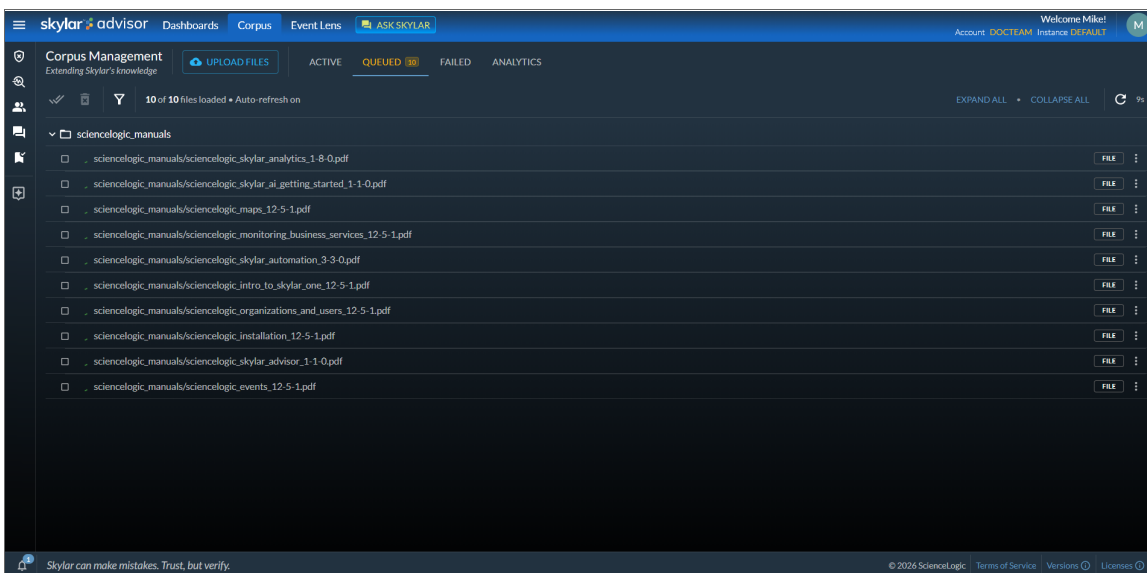 skylar advisor Dashboards Corpus Event Lens ASK SKYLAR Welcome Mike!
Account DOCTEAM Instance DEFAULT
M
Corpus Management
Extending Skylar's knowledge
UPLOAD FILES ACTIVE QUEUED 10 FAILED ANALYTICS
10 of 10 files loaded • Auto-refresh on EXPAND ALL • COLLAPSE ALL 9s
sciencelogic_manuals
sciencelogic_manuals/sciencelogic_skylar_analytics_1-8-0.pdf FILE
sciencelogic_manuals/sciencelogic_skylar_ai_getting_started_1-1-0.pdf FILE
sciencelogic_manuals/sciencelogic_maps_12-5-1.pdf FILE
sciencelogic_manuals/sciencelogic_monitoring_business_services_12-5-1.pdf FILE
sciencelogic_manuals/sciencelogic_skylar_automation_3-3-0.pdf FILE
sciencelogic_manuals/sciencelogic_intro_to_skylar_one_12-5-1.pdf FILE
sciencelogic_manuals/sciencelogic_organizations_and_users_12-5-1.pdf FILE
sciencelogic_manuals/sciencelogic_installation_12-5-1.pdf FILE
sciencelogic_manuals/sciencelogic_skylar_advisor_1-1-0.pdf FILE
sciencelogic_manuals/sciencelogic_events_12-5-1.pdf FILE
1 Skylar can make mistakes. Trust, but verify. © 2026 ScienceLogic Terms of Service Versions Licenses